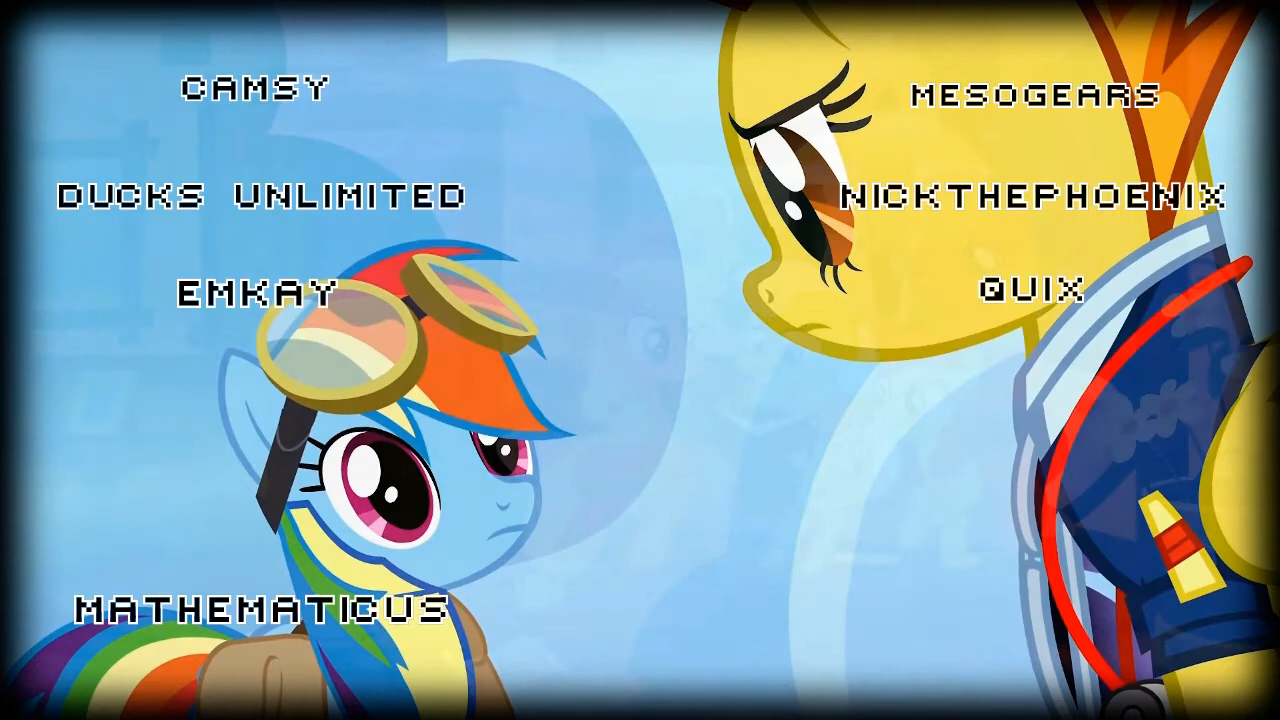 CAMSY
MESOGEARS
DUCKS UNLIMITED
NICKTHEPHOENIX
EMKAY
QUIX
MATHEMATICUS